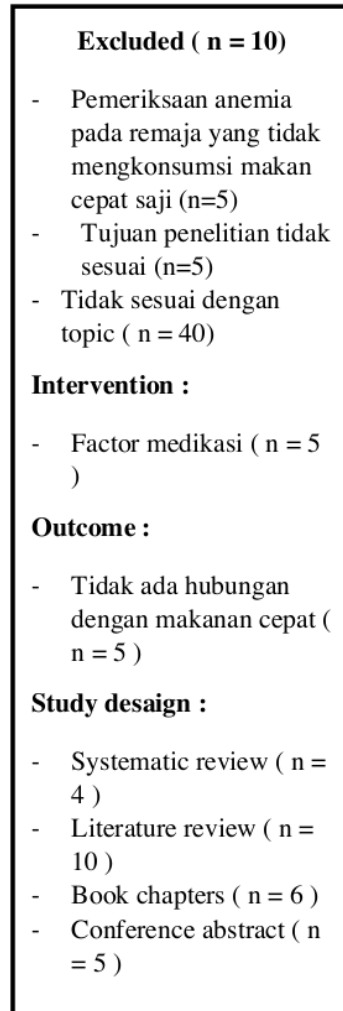 Excluded ( n = 10)
- Pemeriksaan anemia
pada remaja yang tidak
mengkonsumsi makan
cepat saji (n=5)
- Tujuan penelitian tidak
sesuai (n=5)
- Tidak sesuai dengan
topic ( n = 40)
Intervention :
- Factor medikasi ( n = 5
)
Outcome :
- Tidak ada hubungan
dengan makanan cepat (
n = 5 )
Study desaign :
- Systematic review ( n =
4 )
- Literature review ( n =
10 )
- Book chapters ( n = 6 )
- Conference abstract ( n
= 5 )